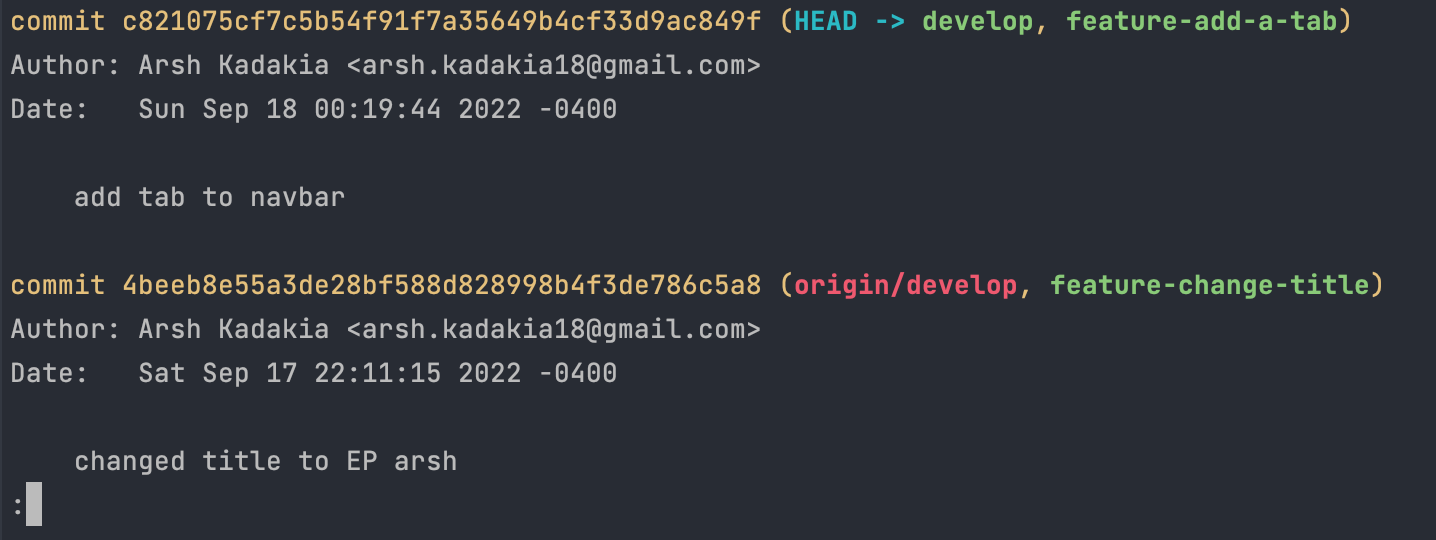 commit c821075cf7c5b54f91f7a35649b4cf33d9ac849f (HEAD -> develop, feature-add-a-tab)
Author: Arsh Kadakia <arsh.kadakia18@gmail.com>
Date:   Sun Sep 18 00:19:44 2022 -0400
    add tab to navbar
commit 4beeb8e55a3de28bf588d828998b4f3de786c5a8 (origin/develop, feature-change-title)
Author: Arsh Kadakia <arsh.kadakia18@gmail.com>
Date:   Sat Sep 17 22:11:15 2022 -0400
    changed title to EP arsh
: